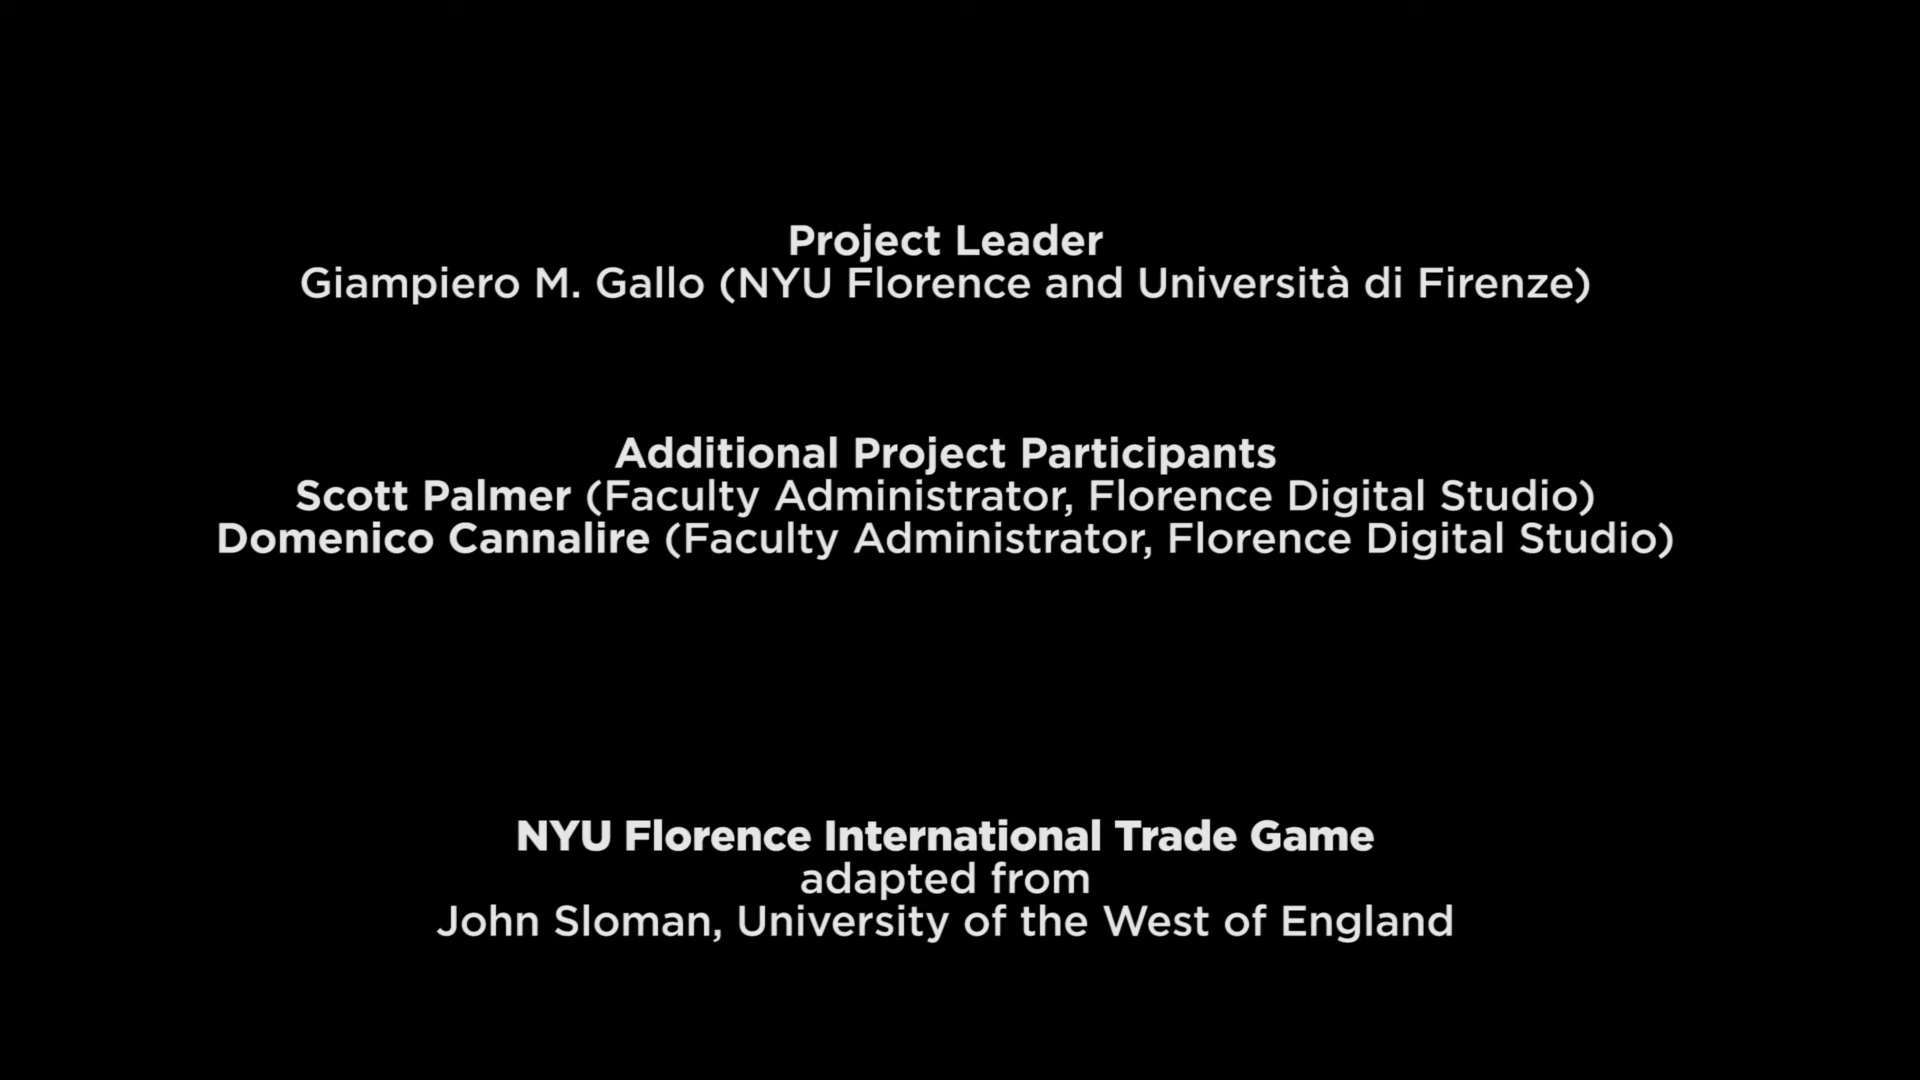 Project Leader
Giampiero M. Gallo (NYU Florence and Università di Firenze)
Additional Project Participants
Scott Palmer (Faculty Administrator, Florence Digital Studio)
Domenico Cannalire (Faculty Administrator, Florence Digital Studio)
NYU Florence International Trade Game
adapted from
John Sloman, University of the West of England